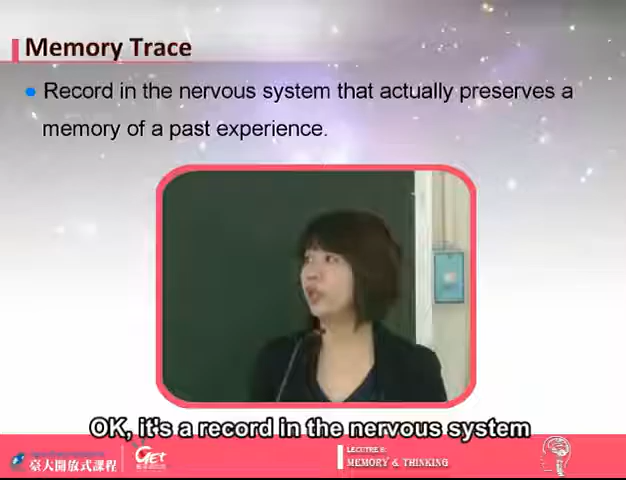 Memory Trace
Record in the nervous system that actually preserves a
memory of a past experience.
OK, it's a record in the nervous system
臺大開放式課程
GET
LECTURE 8:
MEMORY & THINKING